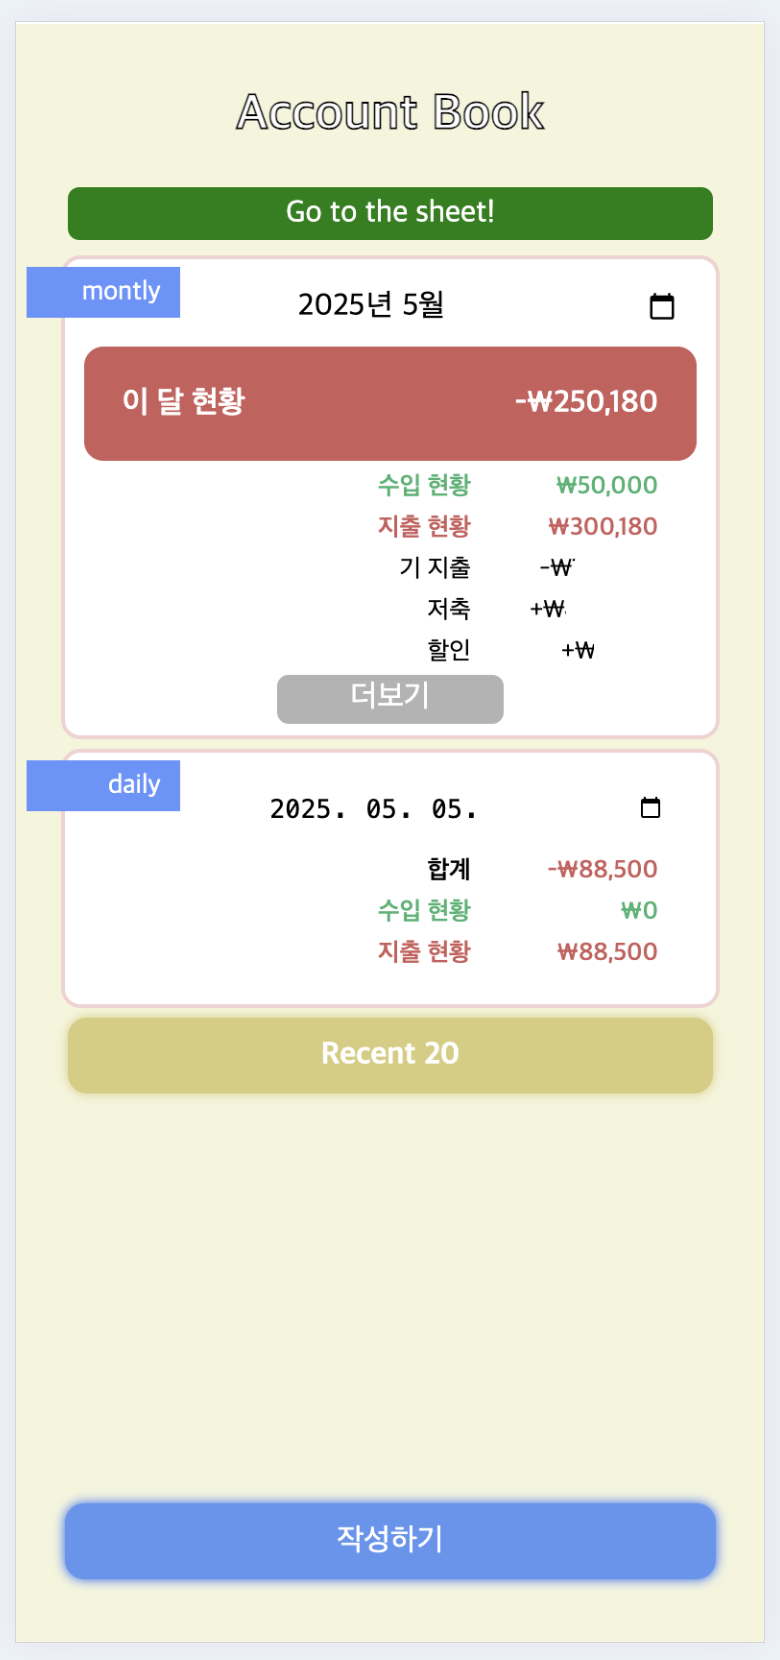 Account Book
Go to the sheet!
montly
2025년 5월
이 달 현황 -₩250,180
수입 현황 ₩50,000
지출 현황 ₩300,180
기 지출 -₩
저축 +₩
할인 +₩
더보기
daily
2025. 05. 05.
합계 -₩88,500
수입 현황 ₩0
지출 현황 ₩88,500
Recent 20
작성하기